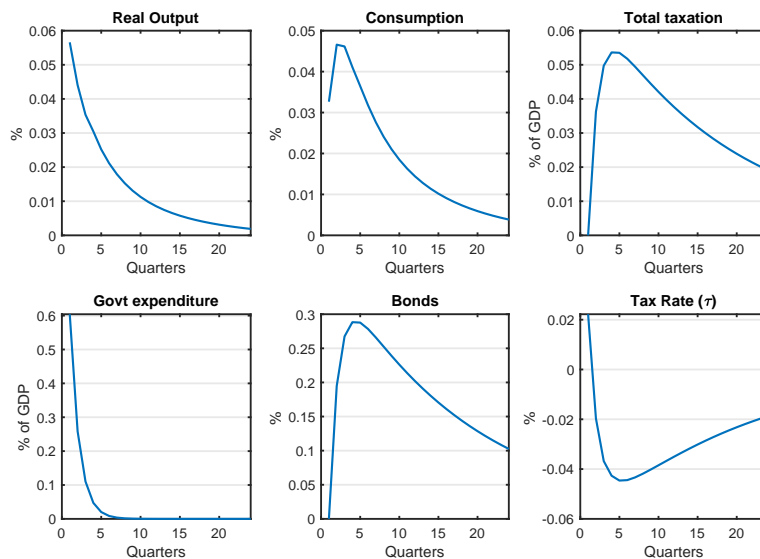 Real Output
0.06
0.05
0.04
0.03
0.02
0.01
0
%
0 5 10 15 20
Quarters
Consumption
0.05
0.04
0.03
0.02
0.01
0
%
0 5 10 15 20
Quarters
Total taxation
0.06
0.05
0.04
0.03
0.02
0.01
0
% of GDP
0 5 10 15 20
Quarters
Govt expenditure
0.6
0.5
0.4
0.3
0.2
0.1
0
% of GDP
0 5 10 15 20
Quarters
Bonds
0.3
0.25
0.2
0.15
0.1
0.05
0
%
0 5 10 15 20
Quarters
Tax Rate (τ)
0.02
0
-0.02
-0.04
-0.06
%
0 5 10 15 20
Quarters